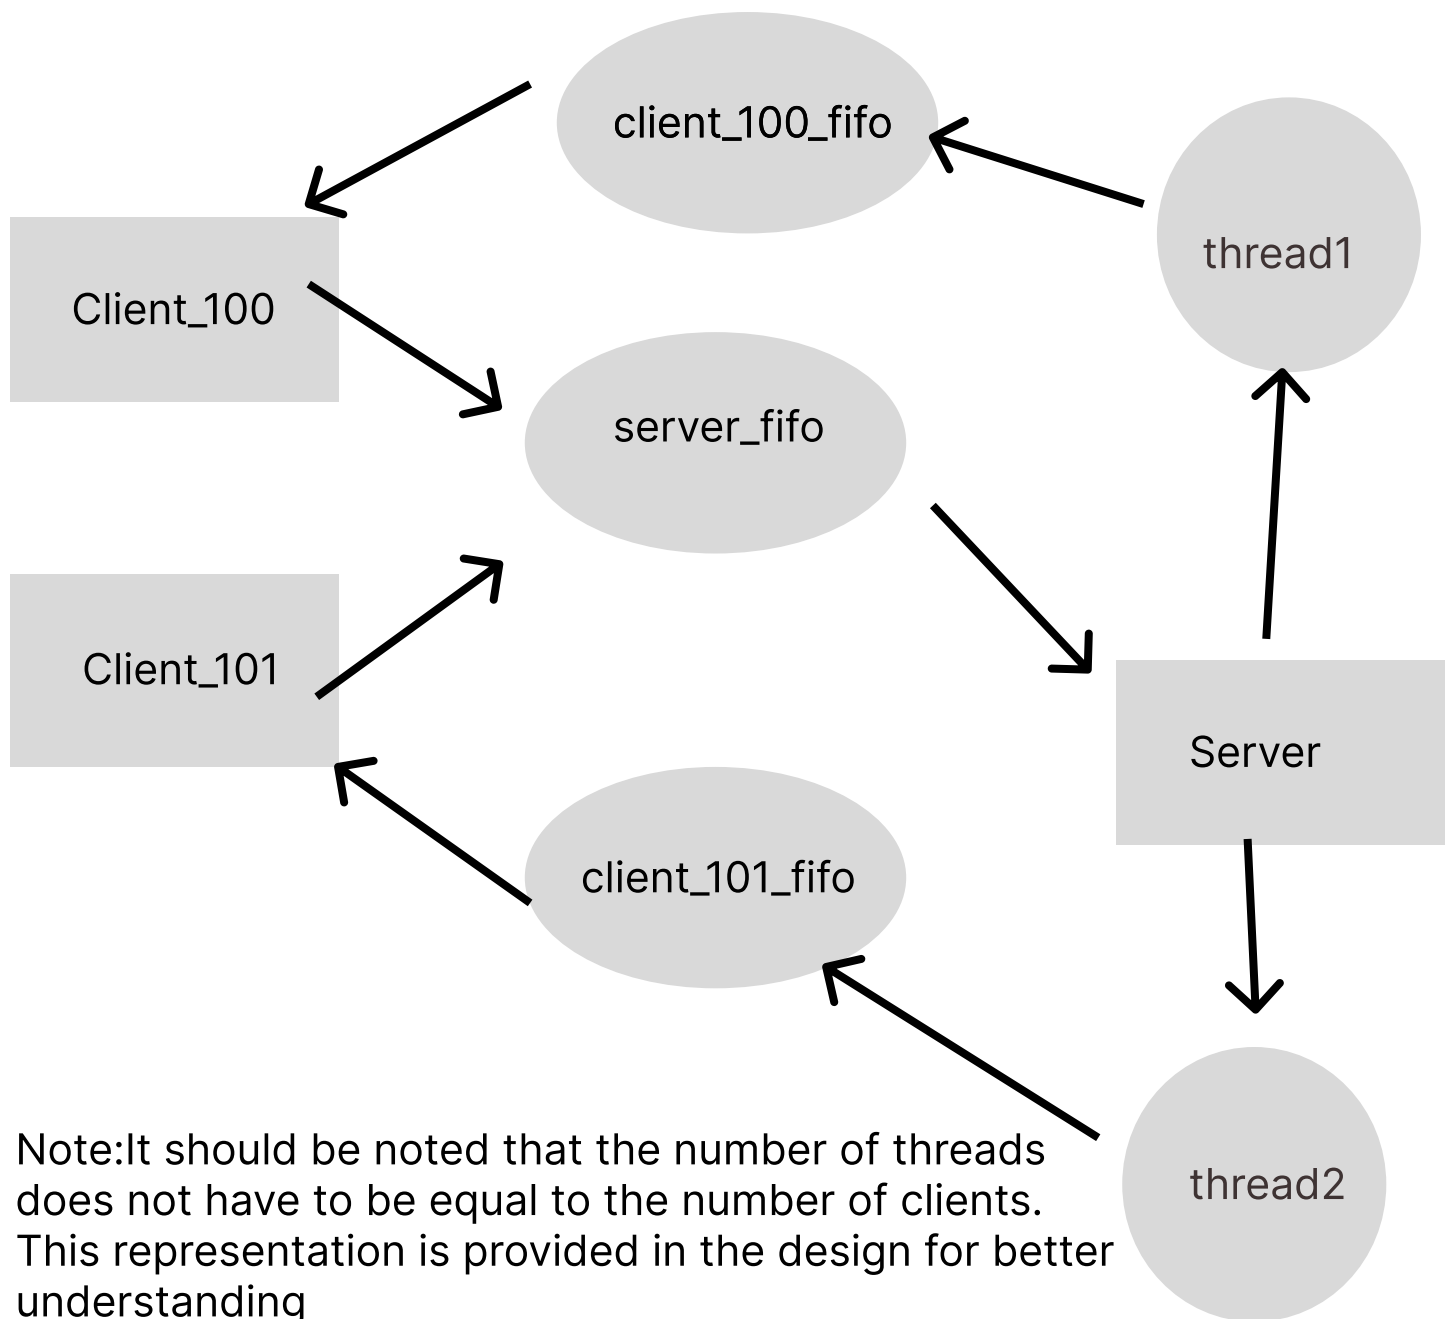 client_100_fifo
thread1
Client_100
server_fifo
Client_101
Server
client_101_fifo
thread2
Note:It should be noted that the number of threads
does not have to be equal to the number of clients.
This representation is provided in the design for better
understanding